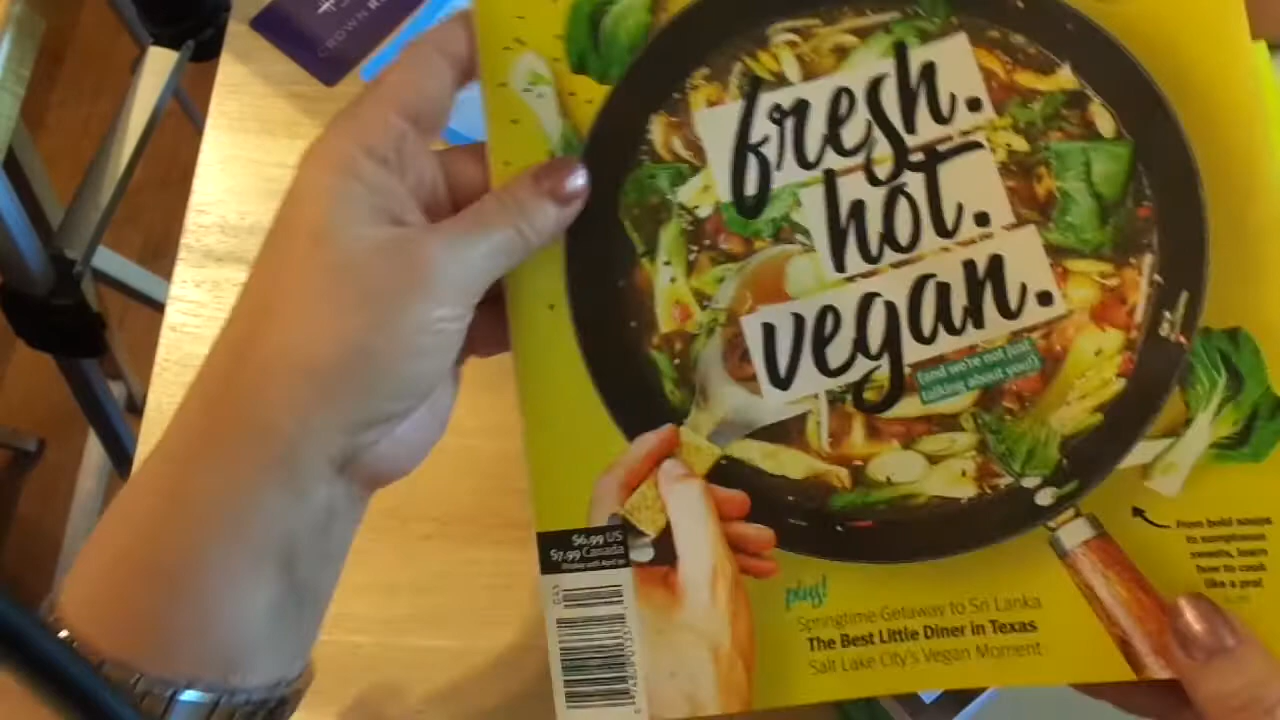 CROWN
fresh.
hot.
vegan.
(and we're not just
talking about you!)
$6.99 US
$7.99 Canada
plus!
Springtime Getaway to Sri Lanka
The Best Little Diner in Texas
Salt Lake City's Vegan Moment
From bold soups
to sumptuous
sweets, learn
how to cook
like a pro!